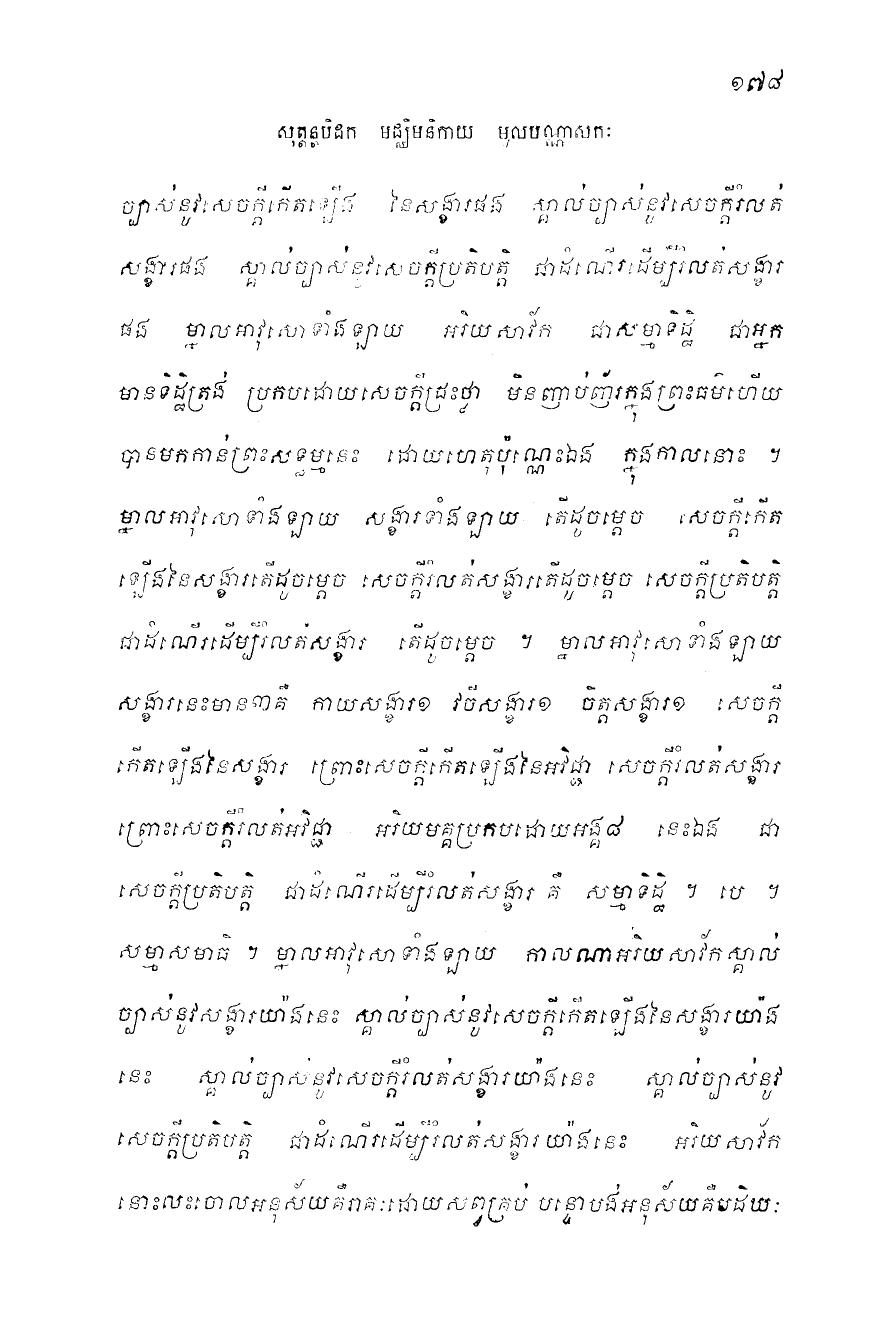 ១៧៨
សុត្តន្តបិដក មជ្ឈិមនិកាយ មូលបណ្ណាសកៈ
ច្បាស់នូវសេចក្តីកើតឡើង នៃសង្ខារផង ស្គាល់ច្បាស់នូវសេចក្តីរំលត់
សង្ខារផង ស្គាល់ច្បាស់នូវសេចក្តីប្រតិបត្តិ ជាដំណើរដើម្បីរំលត់សង្ខារ
ផង ម្នាលអាវុសោទាំងឡាយ អរិយសាវ័ក ជាសម្មាទិដ្ឋិ ជាអ្នក
មានទិដ្ឋិត្រង់ ប្រកបដោយសេចក្តីជ្រះថ្លា មិនញាប់ញ័រក្នុងព្រះធម៌ហើយ
បានមកកាន់ព្រះសទ្ធម្មនេះ ដោយហេតុប៉ុណ្ណេះឯង ក្នុងកាលនោះ ។
ម្នាលអាវុសោទាំងឡាយ សង្ខារទាំងឡាយ តើដូចម្តេច សេចក្តីកើត
ឡើងនៃសង្ខារតើដូចម្តេច សេចក្តីរំលត់សង្ខារតើដូចម្តេច សេចក្តីប្រតិបត្តិ
ជាដំណើរដើម្បីរំលត់សង្ខារ តើដូចម្តេច ។ ម្នាលអាវុសោទាំងឡាយ
សង្ខារនេះមាន៣គឺ កាយសង្ខារ១ វចីសង្ខារ១ ចិត្តសង្ខារ១ សេចក្តី
កើតឡើងនៃសង្ខារ ព្រោះសេចក្តីកើតឡើងនៃអវិជ្ជា សេចក្តីរំលត់សង្ខារ
ព្រោះសេចក្តីរំលត់អវិជ្ជា អរិយមគ្គប្រកបដោយអង្គ៨ នេះឯង ជា
សេចក្តីប្រតិបត្តិ ជាដំណើរដើម្បីរំលត់សង្ខារ គឺ សម្មាទិដ្ឋិ ។ បេ ។
សម្មាសមាធិ ។ ម្នាលអាវុសោទាំងឡាយ កាលណាអរិយសាវ័កស្គាល់
ច្បាស់នូវសង្ខារយ៉ាងនេះ ស្គាល់ច្បាស់នូវសេចក្តីកើតឡើងនៃសង្ខារយ៉ាង
នេះ ស្គាល់ច្បាស់នូវសេចក្តីរំលត់សង្ខារយ៉ាងនេះ ស្គាល់ច្បាស់នូវ
សេចក្តីប្រតិបត្តិ ជាដំណើរដើម្បីរំលត់សង្ខារយ៉ាងនេះ អរិយសាវ័ក
នោះលះចោលអនុស័យគឺរាគៈដោយសព្វគ្រប់ បន្ទោបង់អនុស័យគឺបដិឃៈ